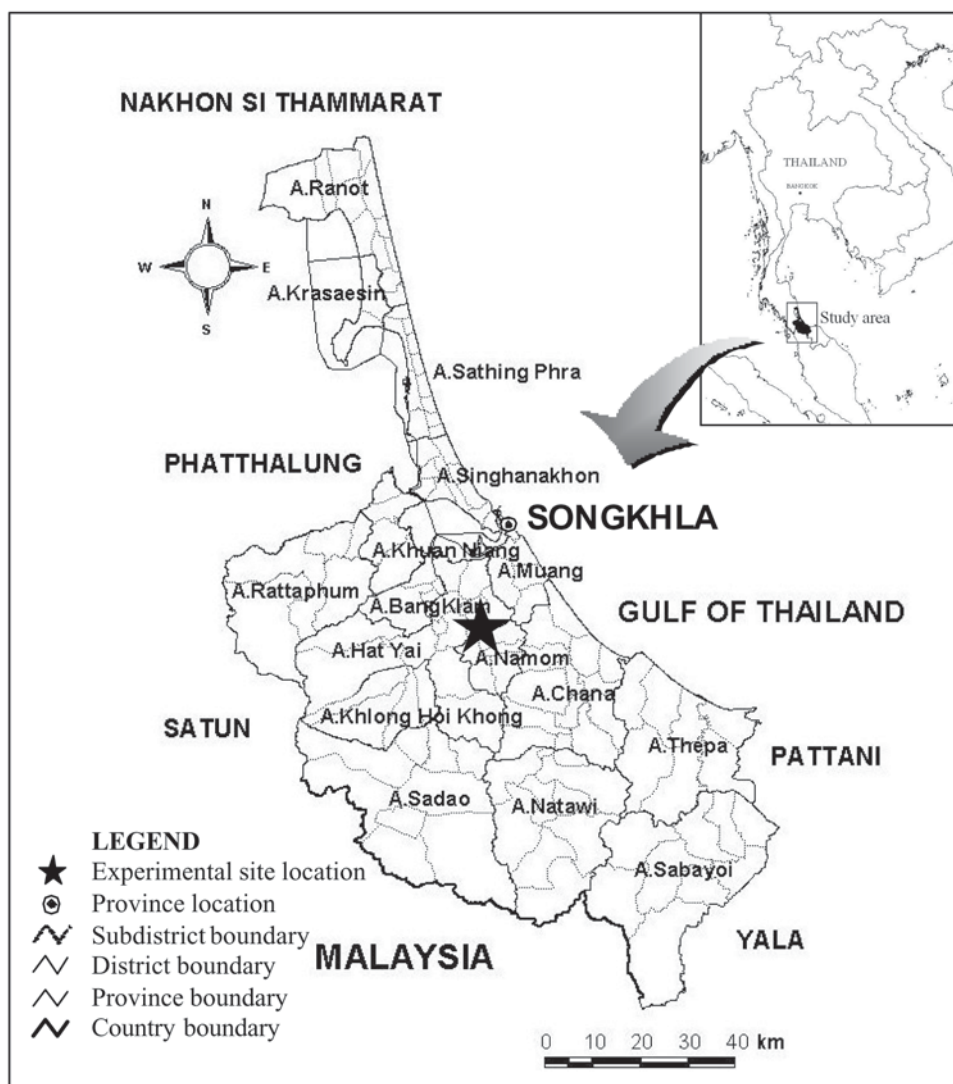 NAKHON SI THAMMARAT
A.Ranot
N
W
E
S
A.Krasaesin
A.Sathing Phra
PHATTHALUNG
A.Singhanakhon
SONGKHLA
A.Khuan Niang
A.Muang
A.Rattaphum
A.BangKlam
GULF OF THAILAND
A.Hat Yai
A.Namom
A.Chana
SATUN
A.Khlong Hoi Khong
A.Thepa
PATTANI
A.Sadao
A.Natawi
A.Sabayoi
YALA
MALAYSIA
THAILAND
BANGKOK
Study area
LEGEND
Experimental site location
Province location
Subdistrict boundary
District boundary
Province boundary
Country boundary
0 10 20 30 40 km